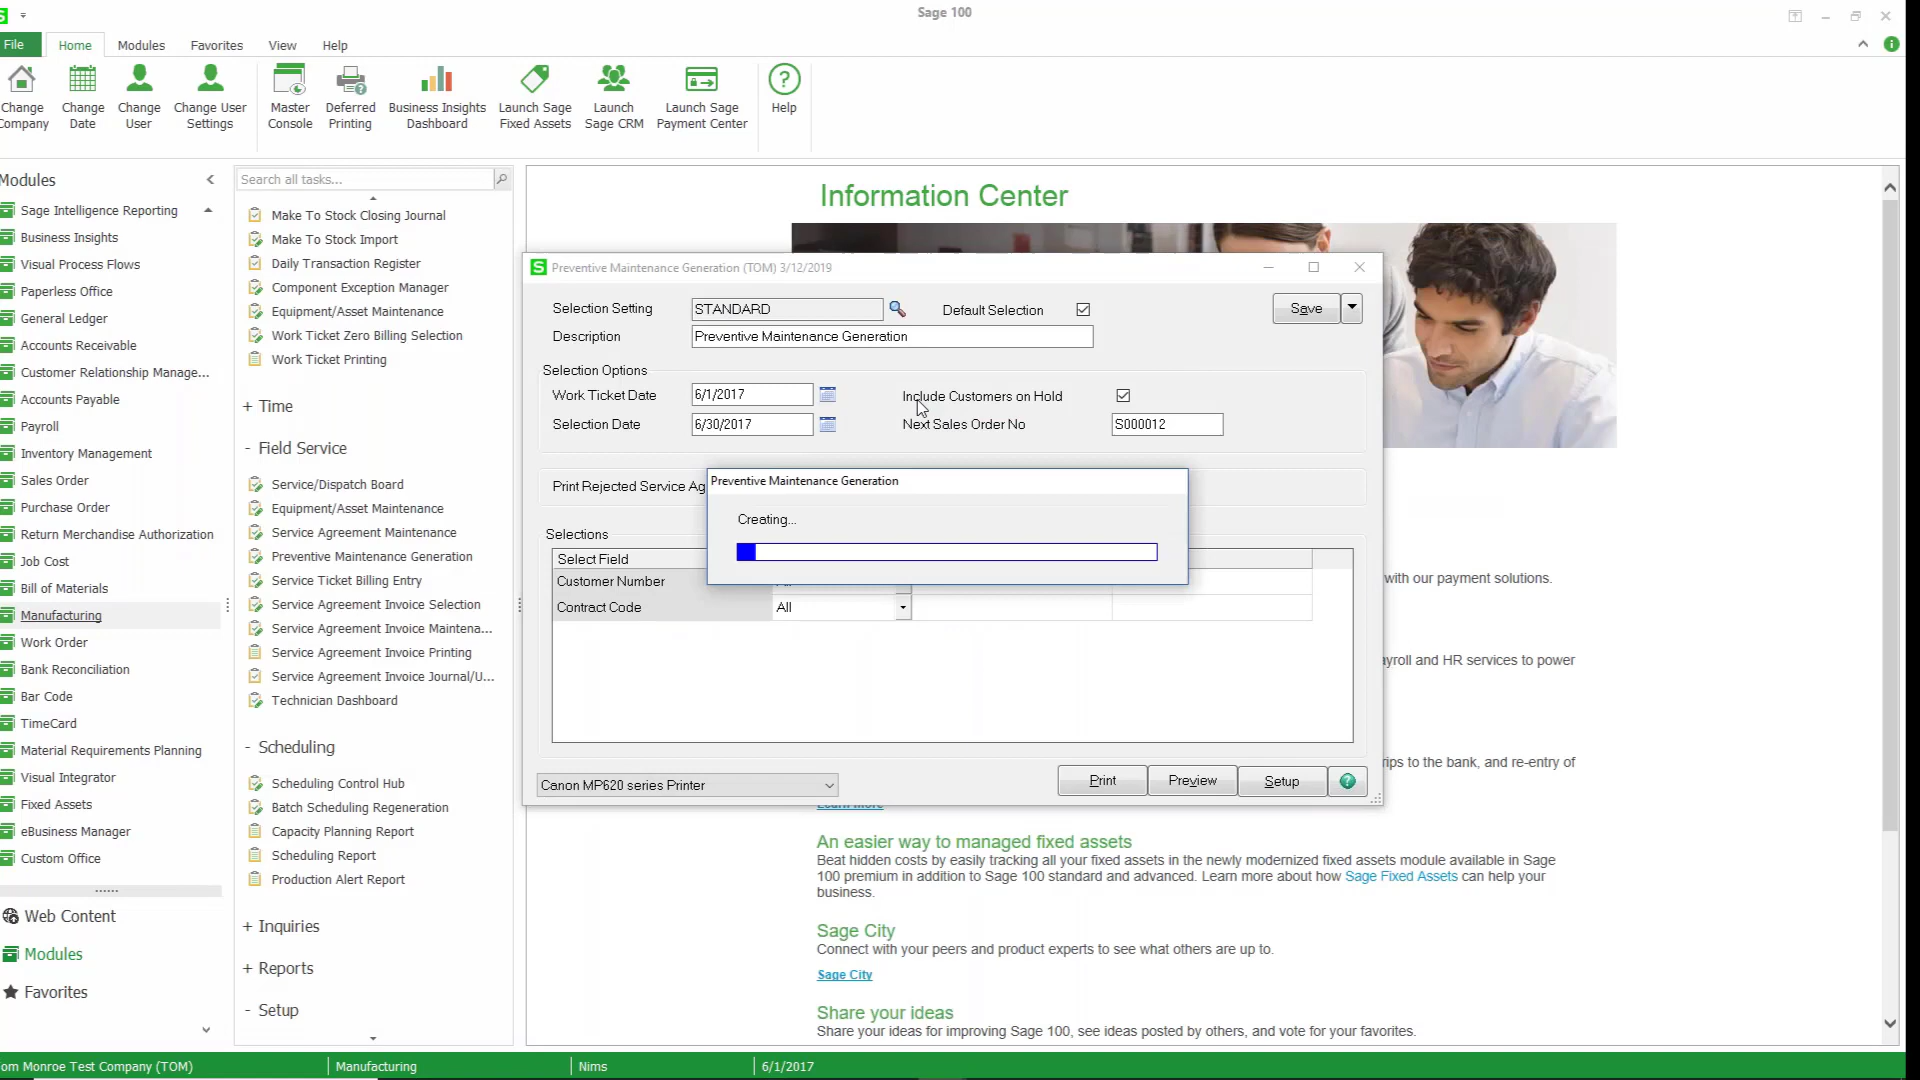 S
Sage 100
File
Home
Modules
Favorites
View
Help
Change
Company
Change
Date
Change
User
Change User
Settings
Master
Console
Deferred
Printing
Business Insights
Dashboard
Launch Sage
Fixed Assets
Launch
Sage CRM
Launch Sage
Payment Center
Help
Modules
Sage Intelligence Reporting
Business Insights
Visual Process Flows
Paperless Office
General Ledger
Accounts Receivable
Customer Relationship Manage...
Accounts Payable
Payroll
Inventory Management
Sales Order
Purchase Order
Return Merchandise Authorization
Job Cost
Bill of Materials
Manufacturing
Work Order
Bank Reconciliation
Bar Code
TimeCard
Material Requirements Planning
Visual Integrator
Fixed Assets
eBusiness Manager
Custom Office
Web Content
Modules
Favorites
Search all tasks...
Make To Stock Closing Journal
Make To Stock Import
Daily Transaction Register
Component Exception Manager
Equipment/Asset Maintenance
Work Ticket Zero Billing Selection
Work Ticket Printing
+ Time
- Field Service
Service/Dispatch Board
Equipment/Asset Maintenance
Service Agreement Maintenance
Preventive Maintenance Generation
Service Ticket Billing Entry
Service Agreement Invoice Selection
Service Agreement Invoice Maintena...
Service Agreement Invoice Printing
Service Agreement Invoice Journal/U...
Technician Dashboard
- Scheduling
Scheduling Control Hub
Batch Scheduling Regeneration
Capacity Planning Report
Scheduling Report
Production Alert Report
+ Inquiries
+ Reports
- Setup
Information Center
S Preventive Maintenance Generation (TOM) 3/12/2019
Selection Setting STANDARD Default Selection
Save
Description Preventive Maintenance Generation
Selection Options
Work Ticket Date 6/1/2017 Include Customers on Hold
Selection Date 6/30/2017 Next Sales Order No S000012
Print Rejected Service Ag
Preventive Maintenance Generation
Creating...
Selections
Select Field
Customer Number
Contract Code All
Canon MP620 series Printer
Print
Preview
Setup
with our payment solutions.
ayroll and HR services to power
rips to the bank, and re-entry of
Learn More
An easier way to managed fixed assets
Beat hidden costs by easily tracking all your fixed assets in the newly modernized fixed assets module available in Sage
100 premium in addition to Sage 100 standard and advanced. Learn more about how Sage Fixed Assets can help your
business.
Sage City
Connect with your peers and product experts to see what others are up to.
Sage City
Share your ideas
Share your ideas for improving Sage 100, see ideas posted by others, and vote for your favorites.
om Monroe Test Company (TOM)
Manufacturing
Nims
6/1/2017